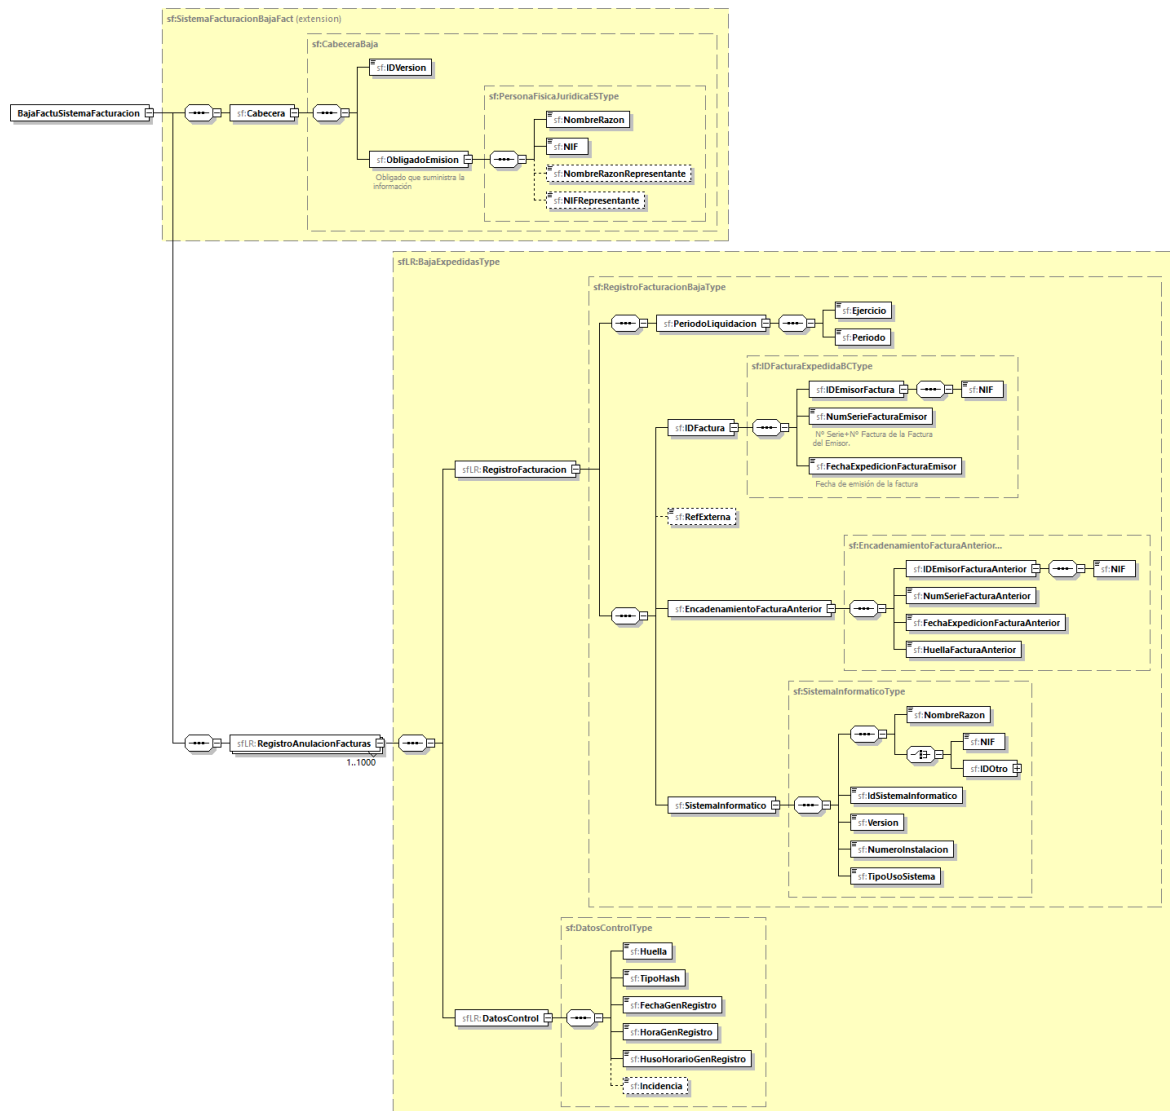 sf:SistemaFacturacionBajaFact (extension)
sf:CabeceraBaja
sf:IDVersion
sf:PersonaFisicaJuridicaESType
BajaFactuSistemaFacturacion
sf:Cabecera
sf:NombreRazon
sf:NIF
sf:ObligadoEmision
Obligado que suministra la
información
sf:NombreRazonRepresentante
sf:NIFRepresentante
sfLR:BajaExpedidasType
sf:RegistroFacturacionBajaType
sf:PeriodoLiquidacion
sf:Ejercicio
sf:Periodo
sf:IDFacturaExpedidaBCType
sf:IDEmisorFactura
sf:NIF
sf:IDFactura
sf:NumSerieFacturaEmisor
Nº Serie+Nº Factura de la Factura
del Emisor.
sfLR:RegistroFacturacion
sf:FechaExpedicionFacturaEmisor
Fecha de emisión de la factura
sf:RefExterna
sf:EncadenamientoFacturaAnterior...
sf:IDEmisorFacturaAnterior
sf:NIF
sf:NumSerieFacturaAnterior
sf:EncadenamientoFacturaAnterior
sf:FechaExpedicionFacturaAnterior
sf:HuellaFacturaAnterior
sf:SistemaInformaticoType
sf:NombreRazon
sfLR:RegistroAnulacionFacturas
1..1000
sf:NIF
sf:IDOtro
sf:SistemaInformatico
sf:IdSistemaInformatico
sf:Version
sf:NumeroInstalacion
sf:TipoUsoSistema
sf:DatosControlType
sf:Huella
sf:TipoHash
sf:FechaGenRegistro
sfLR:DatosControl
sf:HoraGenRegistro
sf:HusoHorarioGenRegistro
sf:Incidencia